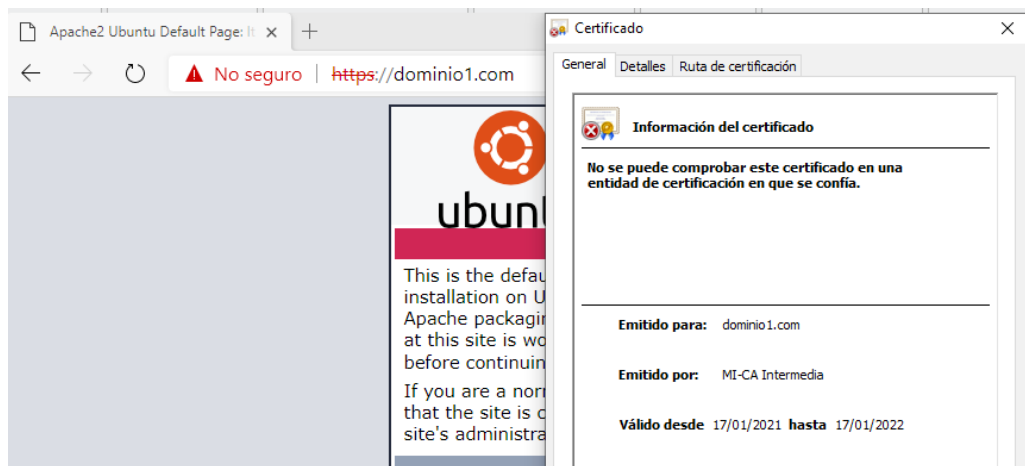 Apache2 Ubuntu Default Page: It
No seguro | https://dominio1.com
ubunt
This is the defau
installation on U
Apache packagin
at this site is wo
before continuin
If you are a norm
that the site is c
site's administra
Certificado
General Detalles Ruta de certificación
Información del certificado
No se puede comprobar este certificado en una
entidad de certificación en que se confía.
Emitido para: dominio1.com
Emitido por: MI-CA Intermedia
Válido desde 17/01/2021 hasta 17/01/2022